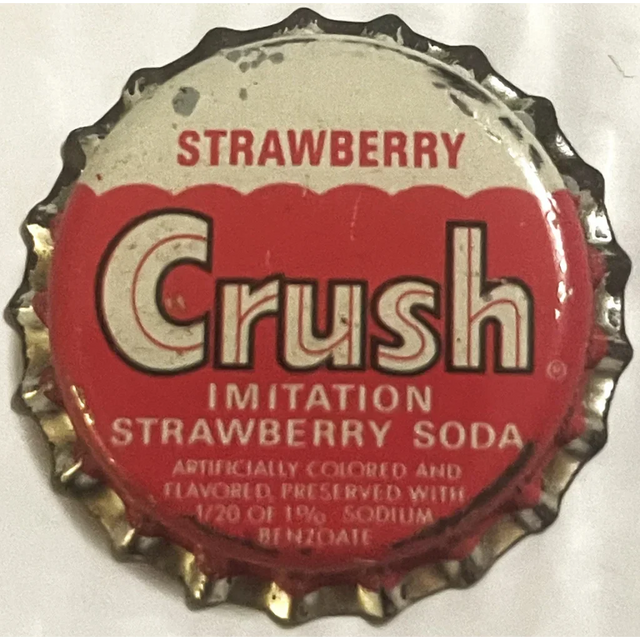 STRAWBERRY
Crush®
IMITATION
STRAWBERRY SODA
ARTIFICIALLY COLORED AND
FLAVORED, PRESERVED WITH
1/20 OF 1% SODIUM
BENZOATE